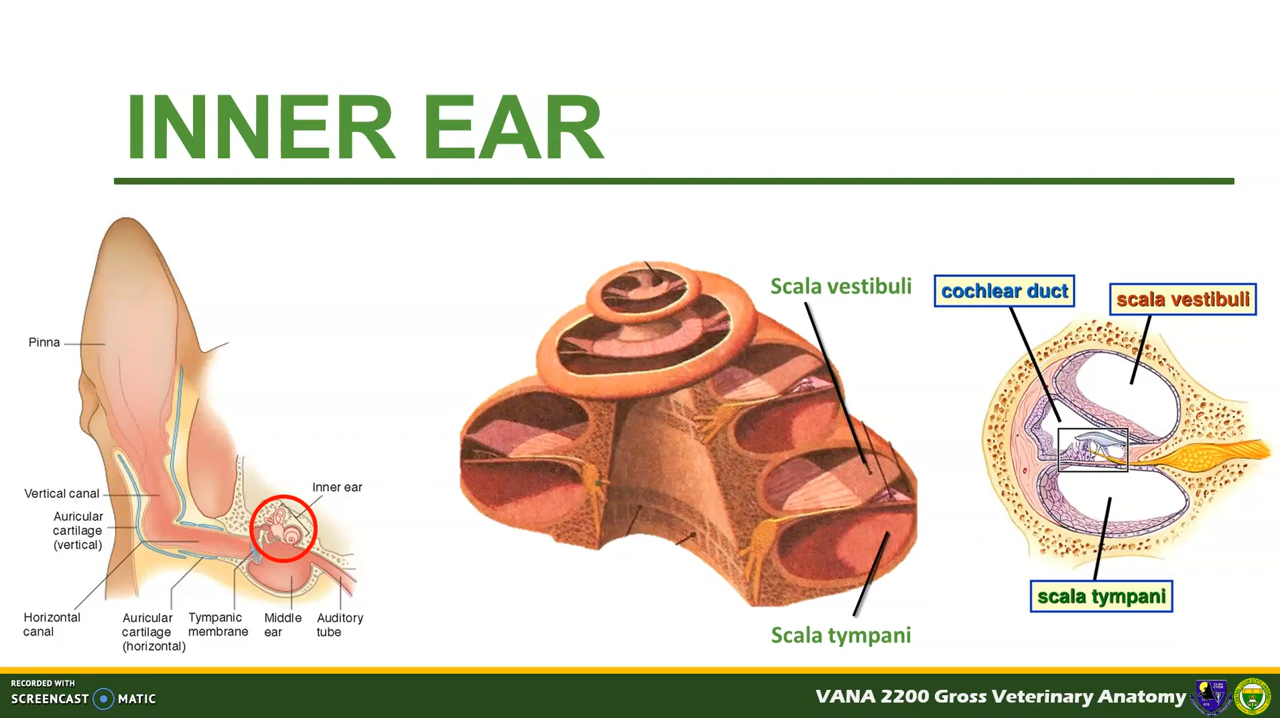 INNER EAR
Pinna
Vertical canal
Auricular
cartilage
(vertical)
Horizontal
canal
Auricular
cartilage
(horizontal)
Tympanic
membrane
Middle
ear
Auditory
tube
Inner ear
Scala vestibuli
Scala tympani
cochlear duct
scala vestibuli
scala tympani
RECORDED WITH
SCREENCAST MATIC
VANA 2200 Gross Veterinary Anatomy